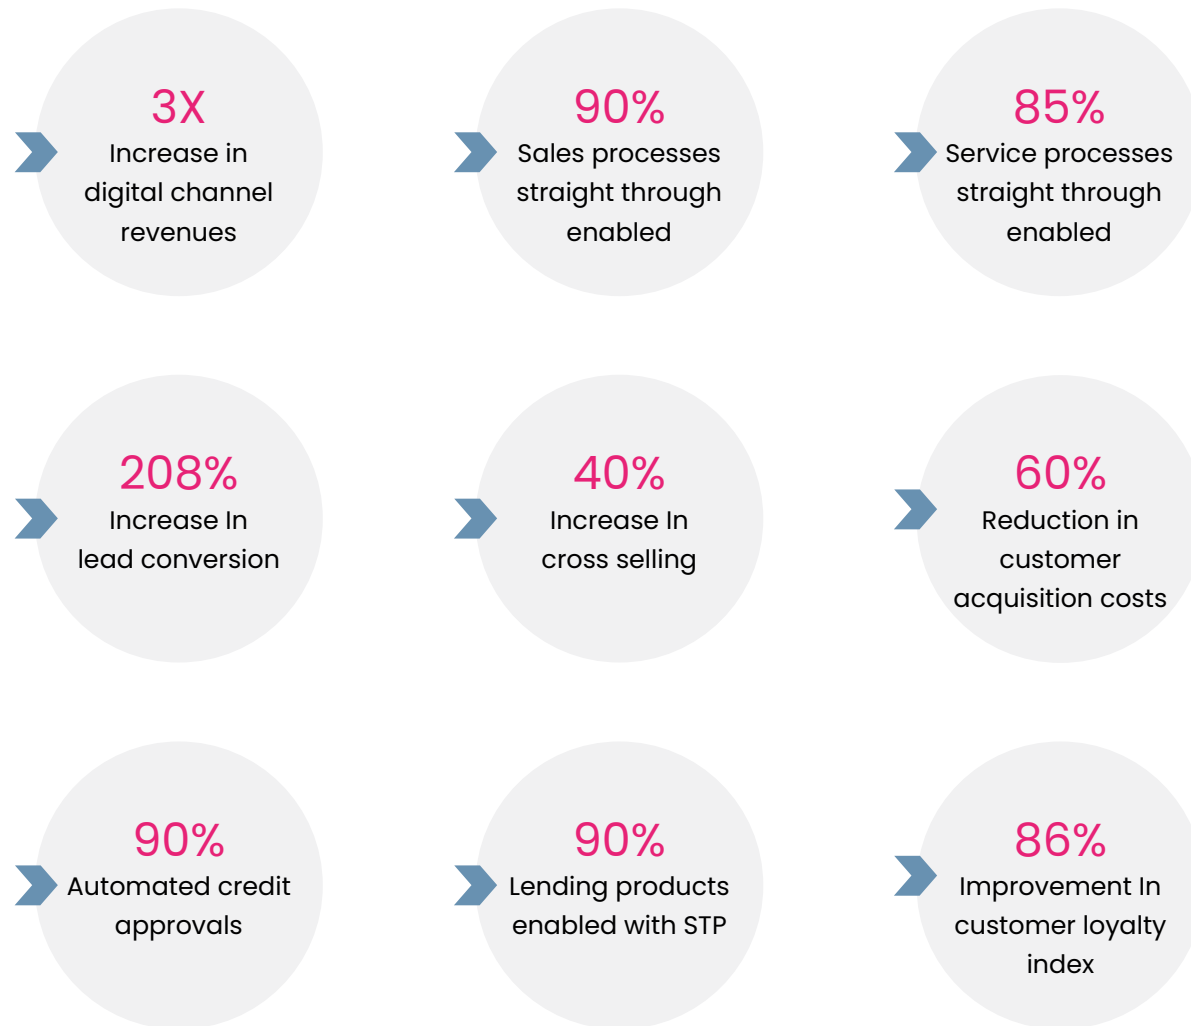 3X
Increase in
digital channel
revenues
90%
Sales processes
straight through
enabled
85%
Service processes
straight through
enabled
208%
Increase In
lead conversion
40%
Increase In
cross selling
60%
Reduction in
customer
acquisition costs
90%
Automated credit
approvals
90%
Lending products
enabled with STP
86%
Improvement In
customer loyalty
index